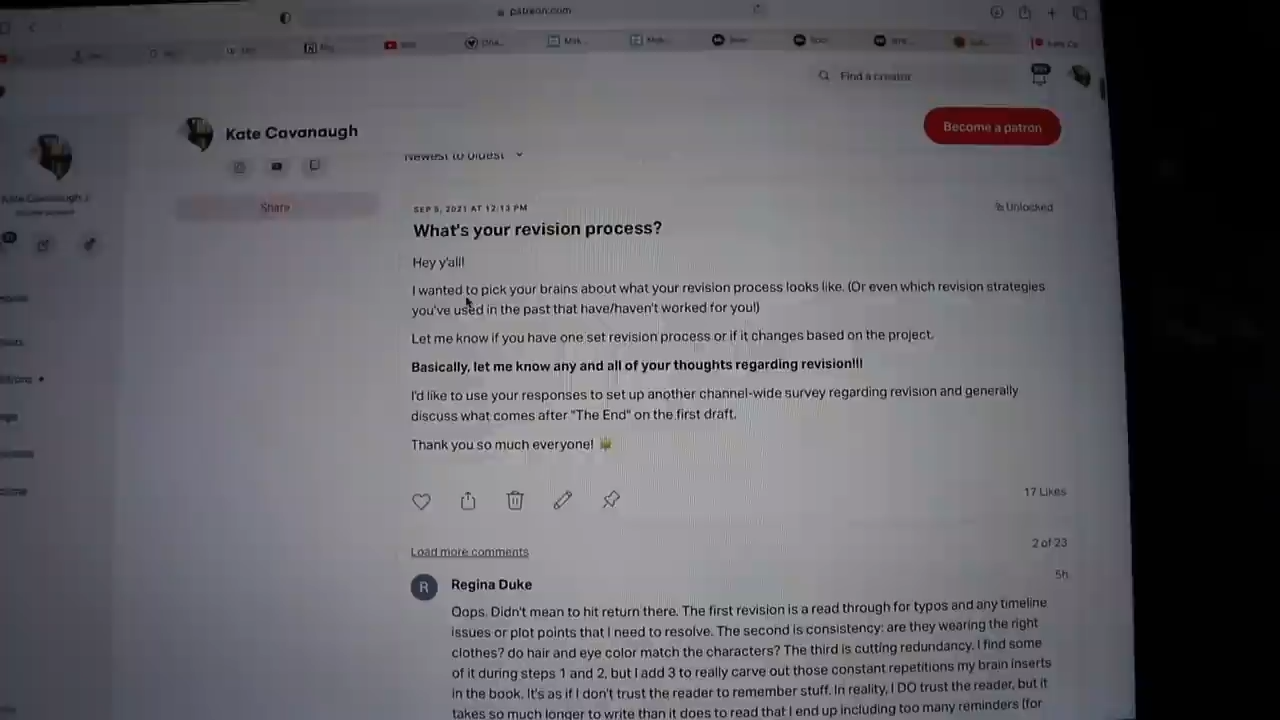 patreon.com
Find a creator
Kate Cavanaugh
Become a patron
Newest to Oldest
Share
SEP 5, 2021 AT 12:13 PM
Unlocked
What's your revision process?
Hey y'all!
I wanted to pick your brains about what your revision process looks like. (Or even which revision strategies
you've used in the past that have/haven't worked for you!)
Let me know if you have one set revision process or if it changes based on the project.
Basically, let me know any and all of your thoughts regarding revision!!!
I'd like to use your responses to set up another channel-wide survey regarding revision and generally
discuss what comes after "The End" on the first draft.
Thank you so much everyone!
17 Likes
Load more comments
2 of 23
R
Regina Duke
5h
Oops. Didn't mean to hit return there. The first revision is a read through for typos and any timeline
issues or plot points that I need to resolve. The second is consistency: are they wearing the right
clothes? do hair and eye color match the characters? The third is cutting redundancy. I find some
of it during steps 1 and 2, but I add 3 to really carve out those constant repetitions my brain inserts
in the book. It's as if I don't trust the reader to remember stuff. In reality, I DO trust the reader, but it
takes so much longer to write than it does to read that I end up including too many reminders (for